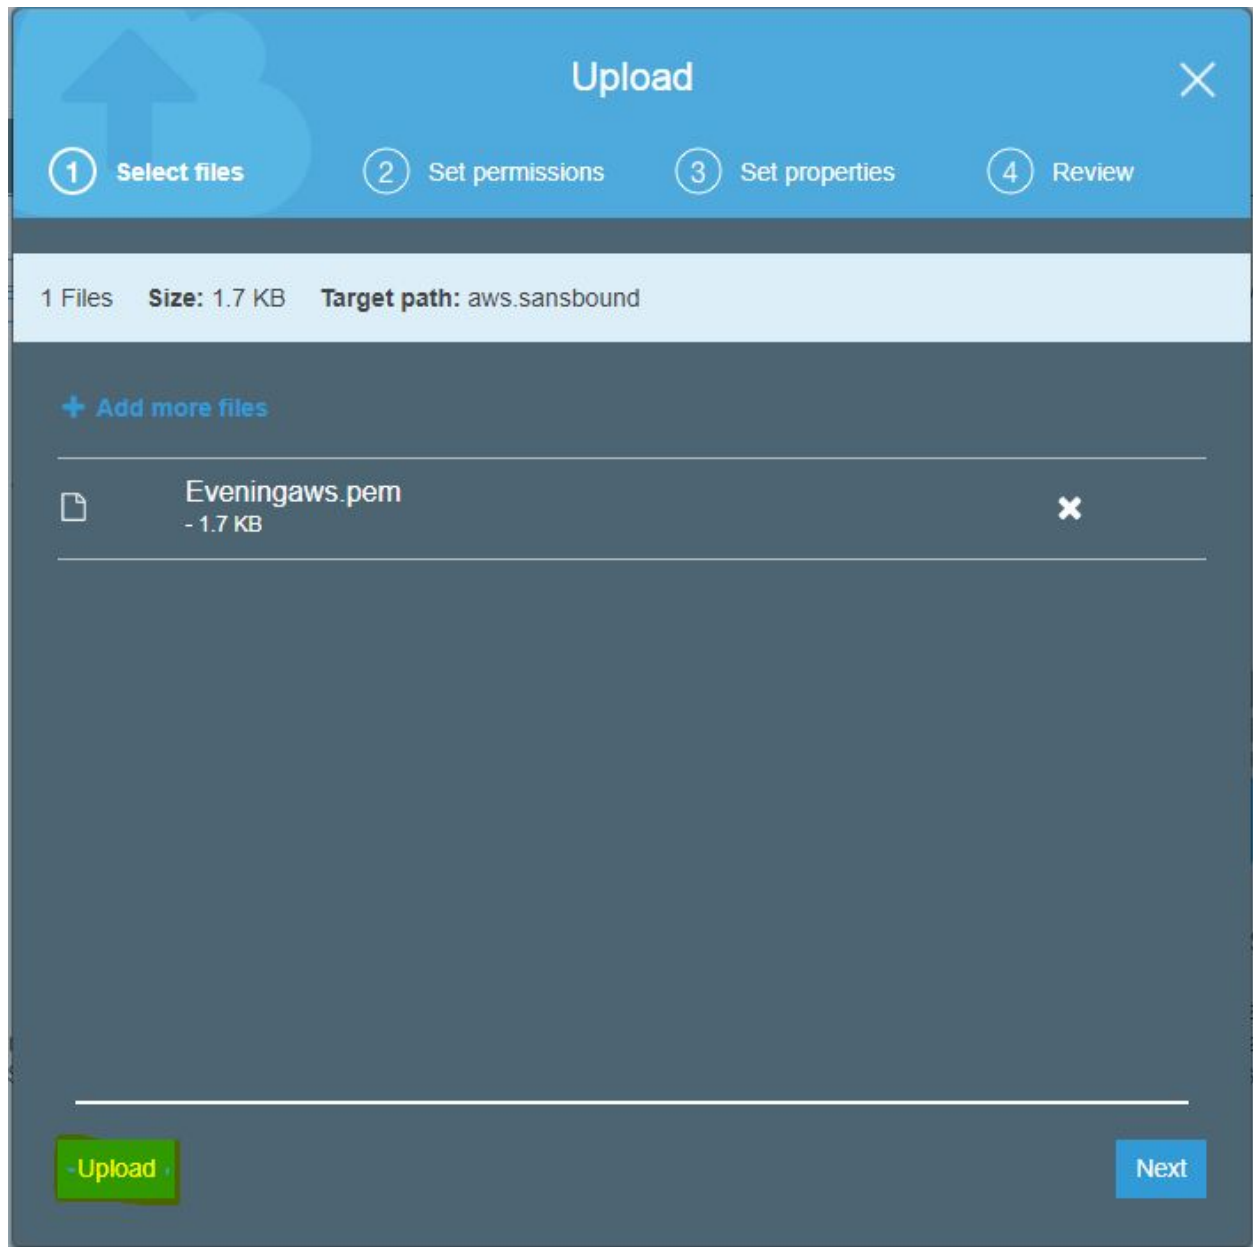 Upload
1 Select files 2 Set permissions 3 Set properties 4 Review
1 Files Size: 1.7 KB Target path: aws.sansbound
Add more files
Eveningaws.pem
- 1.7 KB
Upload Next